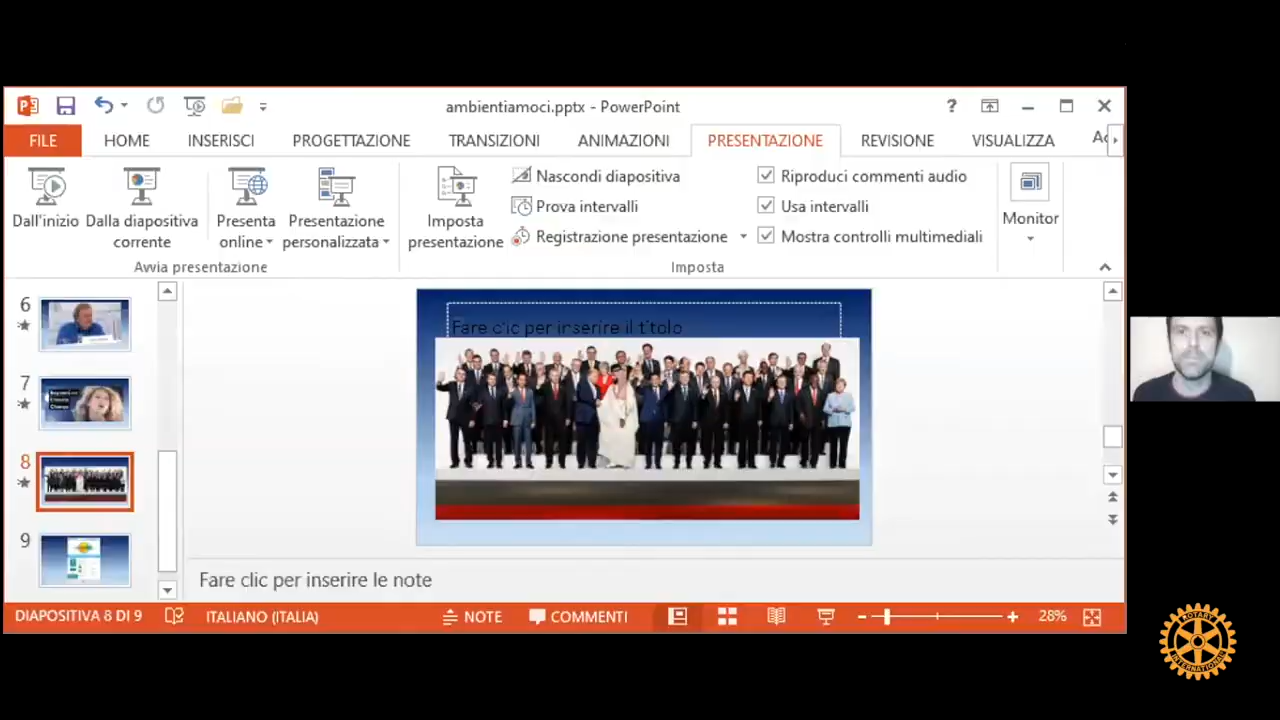 ambientiamoci.pptx - PowerPoint
?
FILE
HOME
INSERISCI
PROGETTAZIONE
TRANSIZIONI
ANIMAZIONI
PRESENTAZIONE
REVISIONE
VISUALIZZA
Dall'inizio
Dalla diapositiva
corrente
Presenta
online
Presentazione
personalizzata
Avvia presentazione
Imposta
presentazione
Nascondi diapositiva
Prova intervalli
Registrazione presentazione
Riproduci commenti audio
Usa intervalli
Mostra controlli multimediali
Imposta
Monitor
6
7
8
9
Fare clic per inserire il titolo
Fare clic per inserire le note
DIAPOSITIVA 8 DI 9
ITALIANO (ITALIA)
NOTE
COMMENTI
28%
ROTARY
INTERNATIONAL